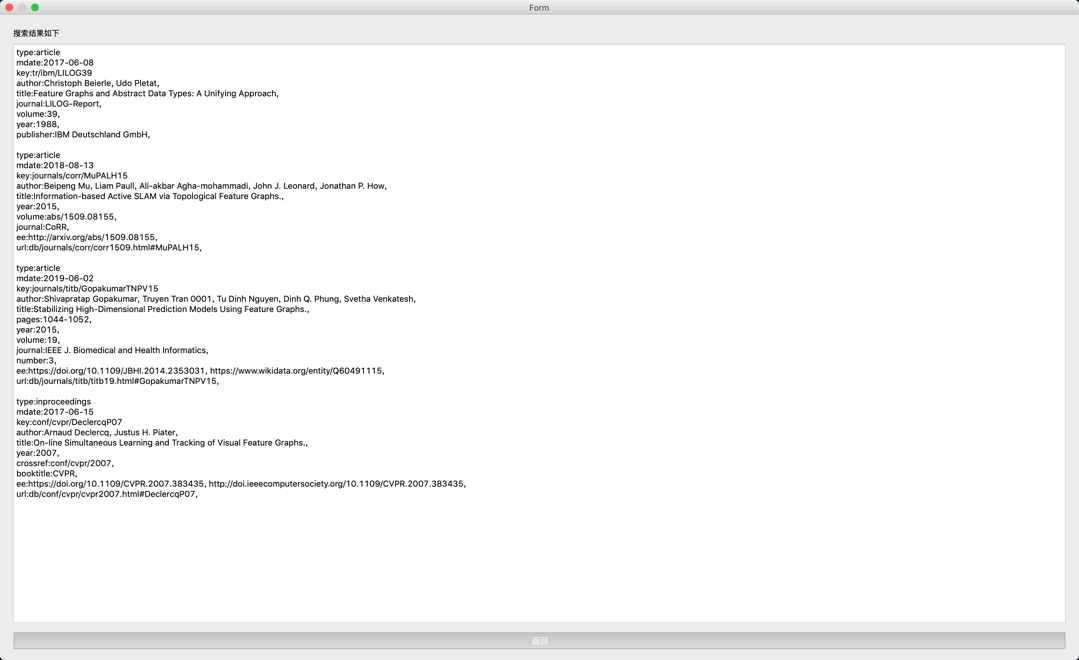 Form
搜索结果如下
type:article
mdate:2017-06-08
key:tr/ibm/LILOG39
author:Christoph Beierle, Udo Pletat,
title:Feature Graphs and Abstract Data Types: A Unifying Approach,
journal:LILOG-Report,
volume:39,
year:1988,
publisher:IBM Deutschland GmbH,
type:article
mdate:2018-08-13
key:journals/corr/MuPALH15
author:Beipeng Mu, Liam Paull, Ali-akbar Agha-mohammadi, John J. Leonard, Jonathan P. How,
title:Information-based Active SLAM via Topological Feature Graphs.,
year:2015,
volume:abs/1509.08155,
journal:CoRR,
ee:http://arxiv.org/abs/1509.08155,
url:db/journals/corr/corr1509.html#MuPALH15,
type:article
mdate:2019-06-02
key:journals/titb/GopakumarTNPV15
author:Shivapratap Gopakumar, Truyen Tran 0001, Tu Dinh Nguyen, Dinh Q. Phung, Svetha Venkatesh,
title:Stabilizing High-Dimensional Prediction Models Using Feature Graphs.,
pages:1044-1052,
year:2015,
volume:19,
journal:IEEE J. Biomedical and Health Informatics,
number:3,
ee:https://doi.org/10.1109/JBHI.2014.2353031, https://www.wikidata.org/entity/Q60491115,
url:db/journals/titb/titb19.html#GopakumarTNPV15,
type:inproceedings
mdate:2017-06-15
key:conf/cvpr/DeclercqP07
author:Arnaud Declercq, Justus H. Piater,
title:On-line Simultaneous Learning and Tracking of Visual Feature Graphs.,
year:2007,
crossref:conf/cvpr/2007,
booktitle:CVPR,
ee:https://doi.org/10.1109/CVPR.2007.383435, http://doi.ieeecomputersociety.org/10.1109/CVPR.2007.383435,
url:db/conf/cvpr/cvpr2007.html#DeclercqP07,
返回